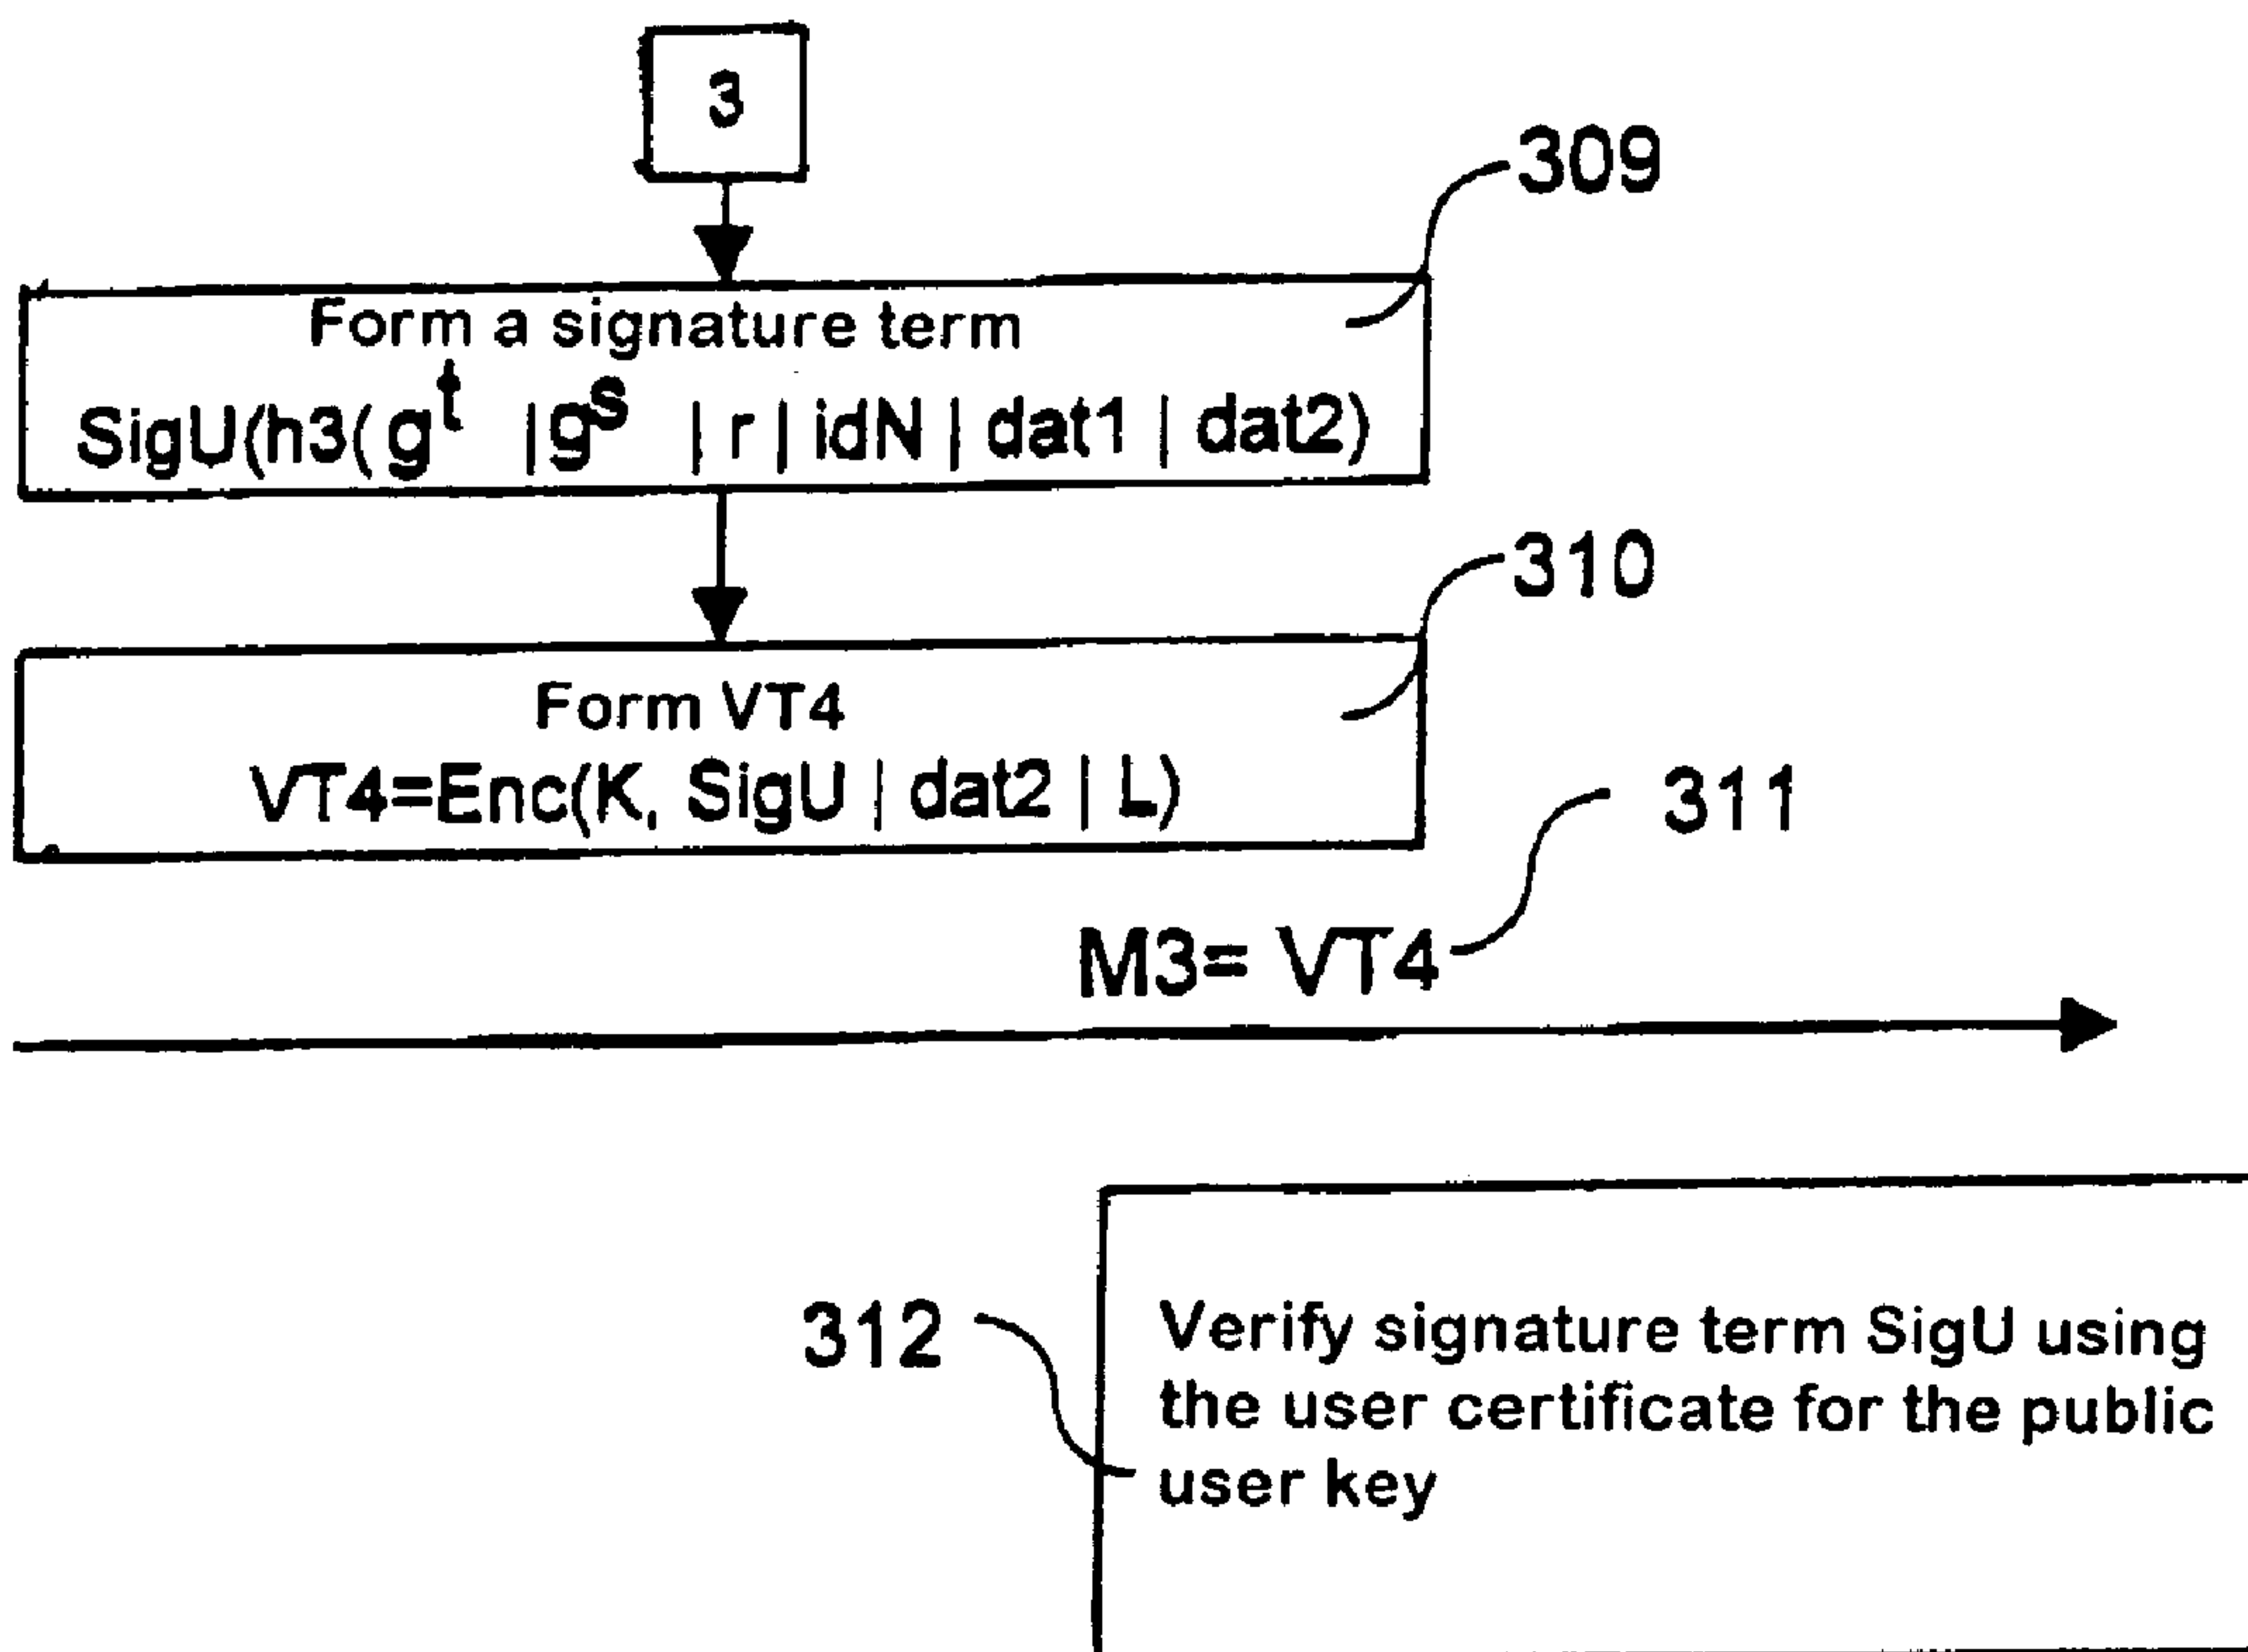 3
309
Form a signature term
SigU(h3(g^t |g^s | r | idN | dat1 | dat2)
310
Form VT4
VT4=Enc(K, SigU | dat2 | L)
311
M3= VT4
312
Verify signature term SigU using
the user certificate for the public
user key